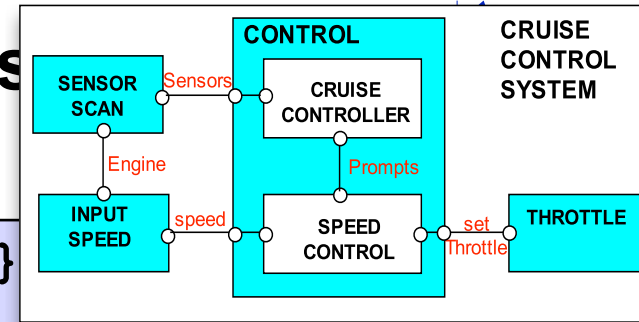 CONTROL
CRUISE
CONTROL
SYSTEM
SENSOR
SCAN
Sensors
CRUISE
CONTROLLER
Engine
Prompts
INPUT
SPEED
speed
SPEED
CONTROL
set
Throttle
THROTTLE
s
}